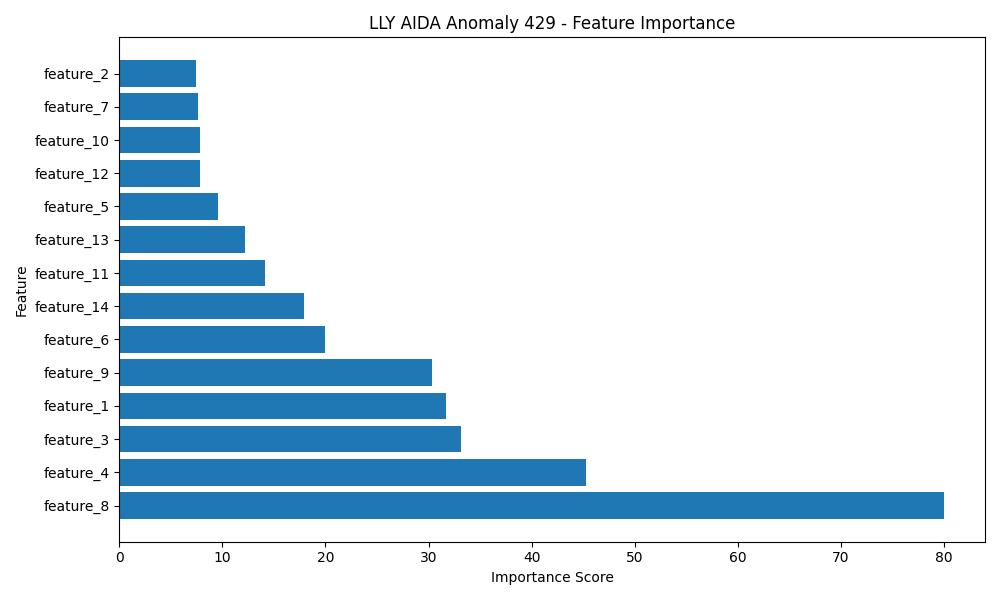 LLY AIDA Anomaly 429 - Feature Importance
Feature
feature_2
feature_7
feature_10
feature_12
feature_5
feature_13
feature_11
feature_14
feature_6
feature_9
feature_1
feature_3
feature_4
feature_8
0 10 20 30 40 50 60 70 80
Importance Score